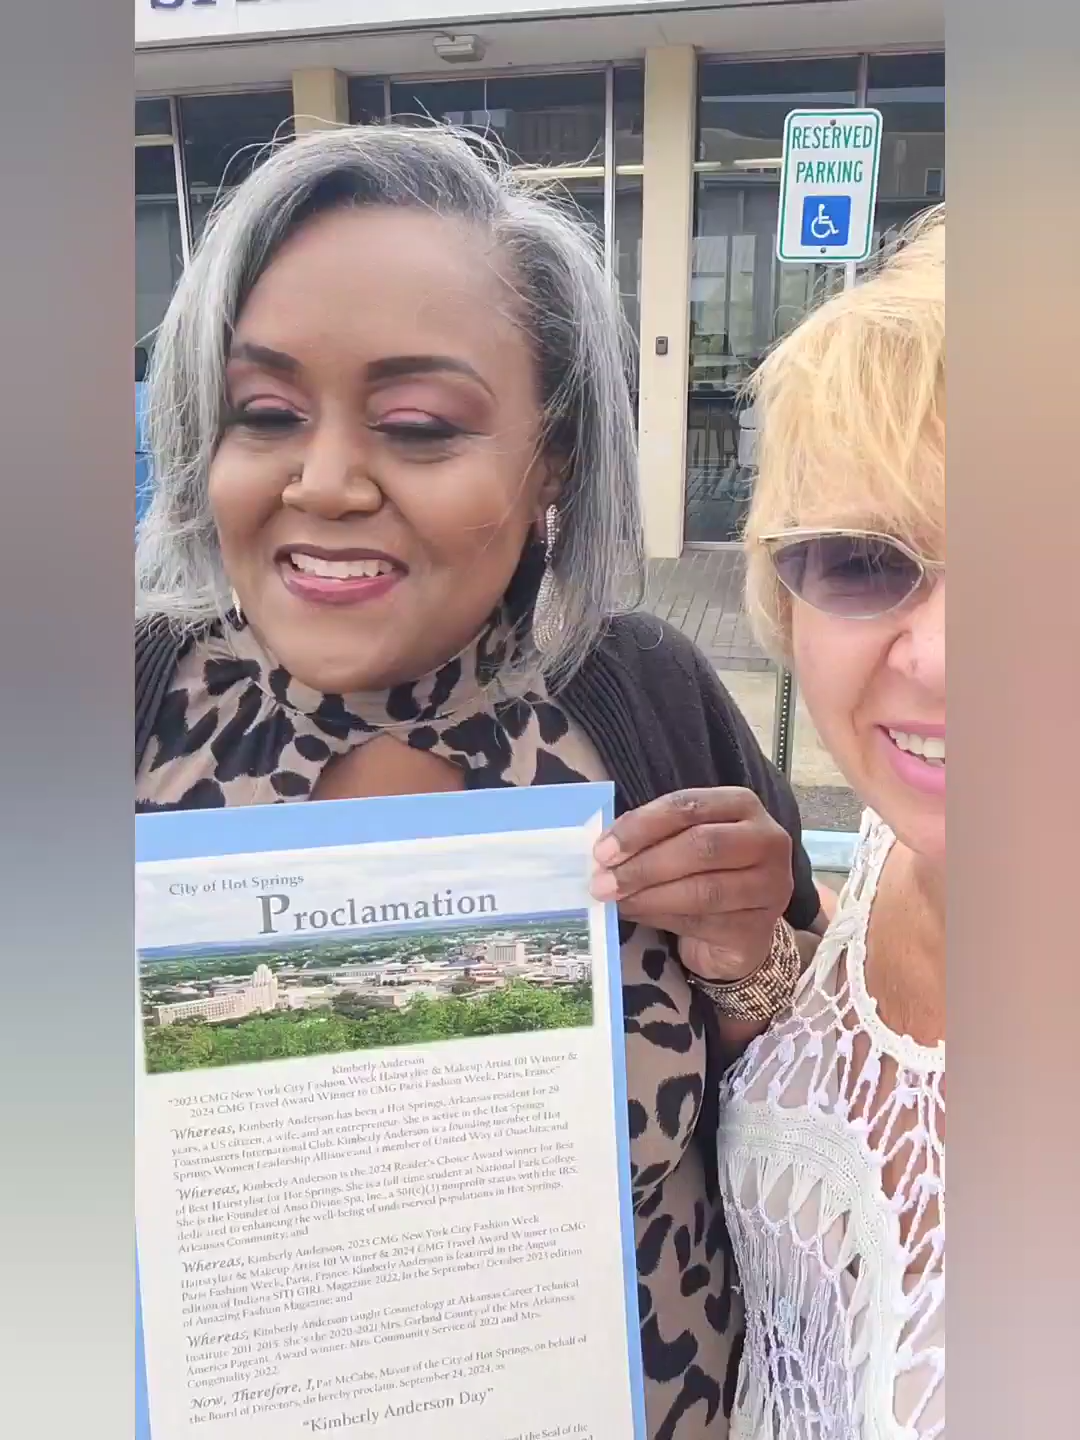 RESERVED
PARKING
City of Hot Springs
Proclamation
Kimberly Anderson
"2023 CMG New York City Fashion Week Hairstylist & Makeup Artist 101 Winner &
2024 CMG Travel Award Winner to CMG Paris Fashion Week, Paris, France"
Whereas, Kimberly Anderson has been a Hot Springs, Arkansas resident for 29
years, a US citizen, a wife, and an entrepreneur. She is active in the Hot Springs
Toastmasters International Club. Kimberly Anderson is a founding member of Hot
Springs Women Leadership Alliance and a member of United Way of Ouachita; and
Whereas, Kimberly Anderson is the 2024 Reader's Choice Award winner for Best
of Best Hairstylist for Hot Springs. She is a full-time student at National Park College.
She is the Founder of Anso Divine Spa, Inc., a 501(c)(3) nonprofit status with the IRS,
dedicated to enhancing the well-being of underserved populations in Hot Springs,
Arkansas Community; and
Whereas, Kimberly Anderson, 2023 CMG New York City Fashion Week
Hairstylist & Makeup Artist 101 Winner & 2024 CMG Travel Award Winner to CMG
Paris Fashion Week, Paris, France. Kimberly Anderson is featured in the August
edition of Indiana SITI GIRL Magazine 2022, In the September/October 2023 edition
of Amazing Fashion Magazine; and
Whereas, Kimberly Anderson taught Cosmetology at Arkansas Career Technical
Institute 2011-2015. She's the 2020-2021 Mrs. Garland County of the Mrs. Arkansas
America Pageant. Award winner: Mrs. Community Service of 2021 and Mrs.
Congeniality 2022.
Now, Therefore, I, Pat McCabe, Mayor of the City of Hot Springs, on behalf of
the Board of Directors, do hereby proclaim, September 24, 2024, as
"Kimberly Anderson Day"
and the Seal of the